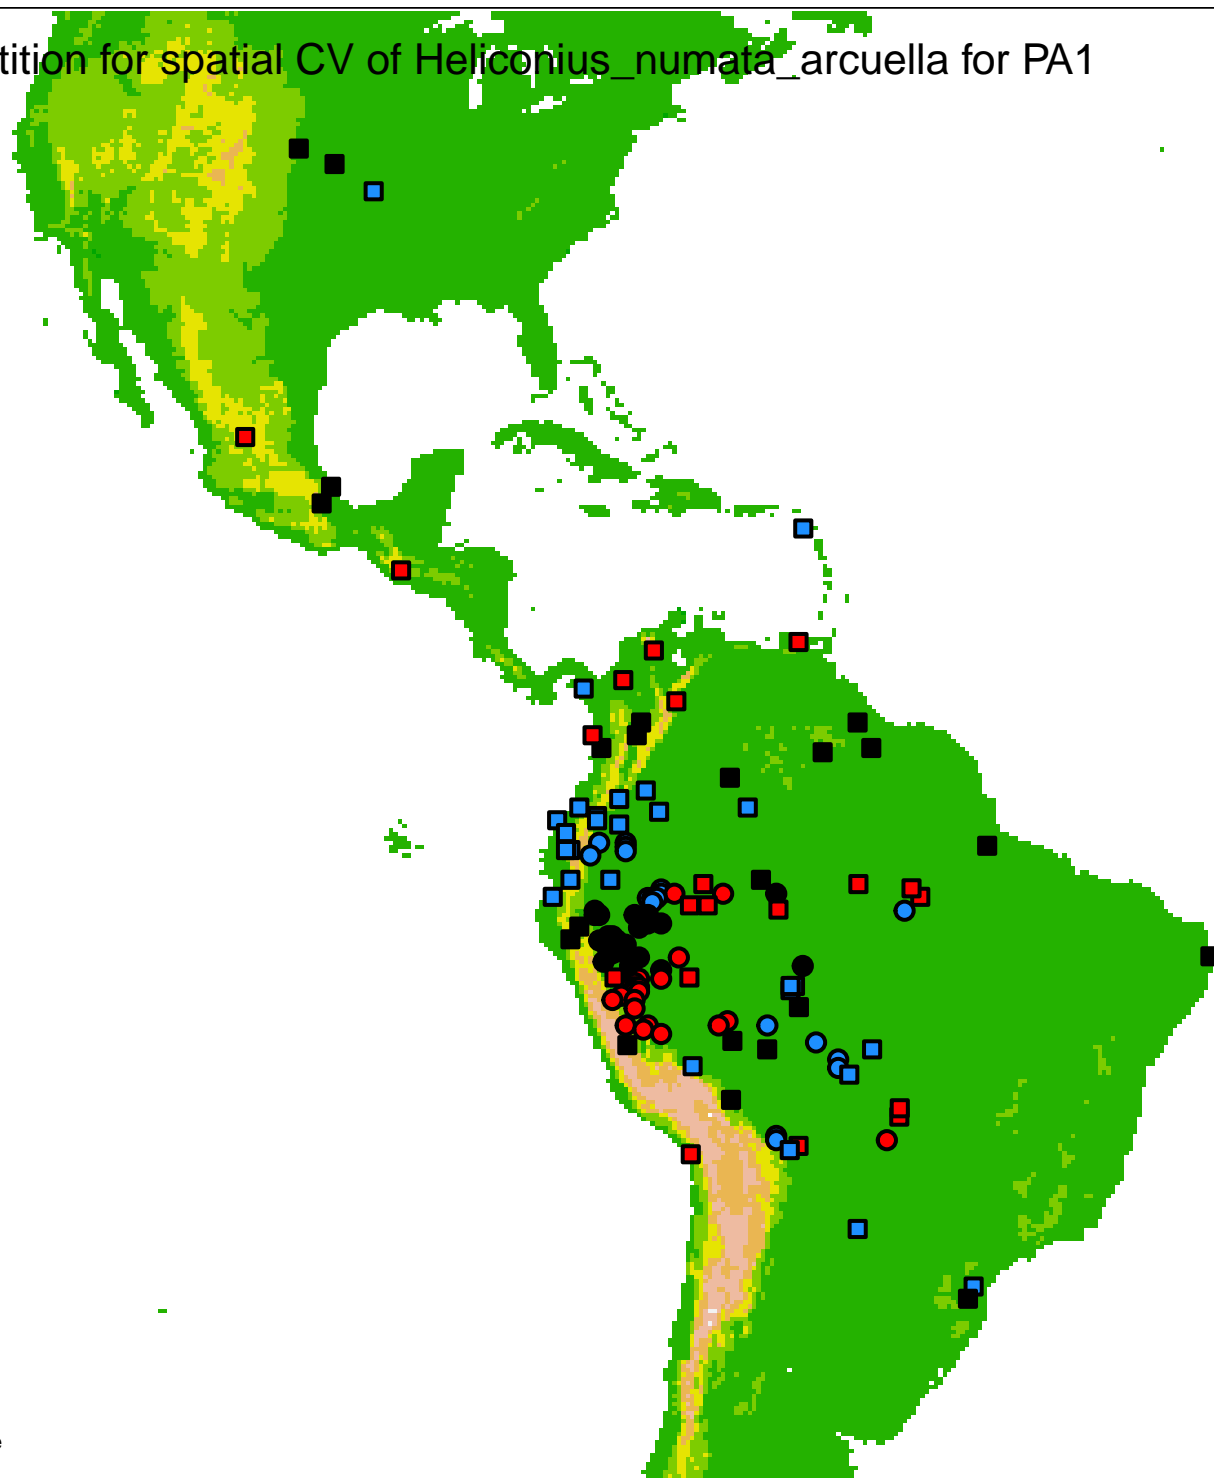 tition for spatial CV of Heliconius_numata_arcuella for PA1